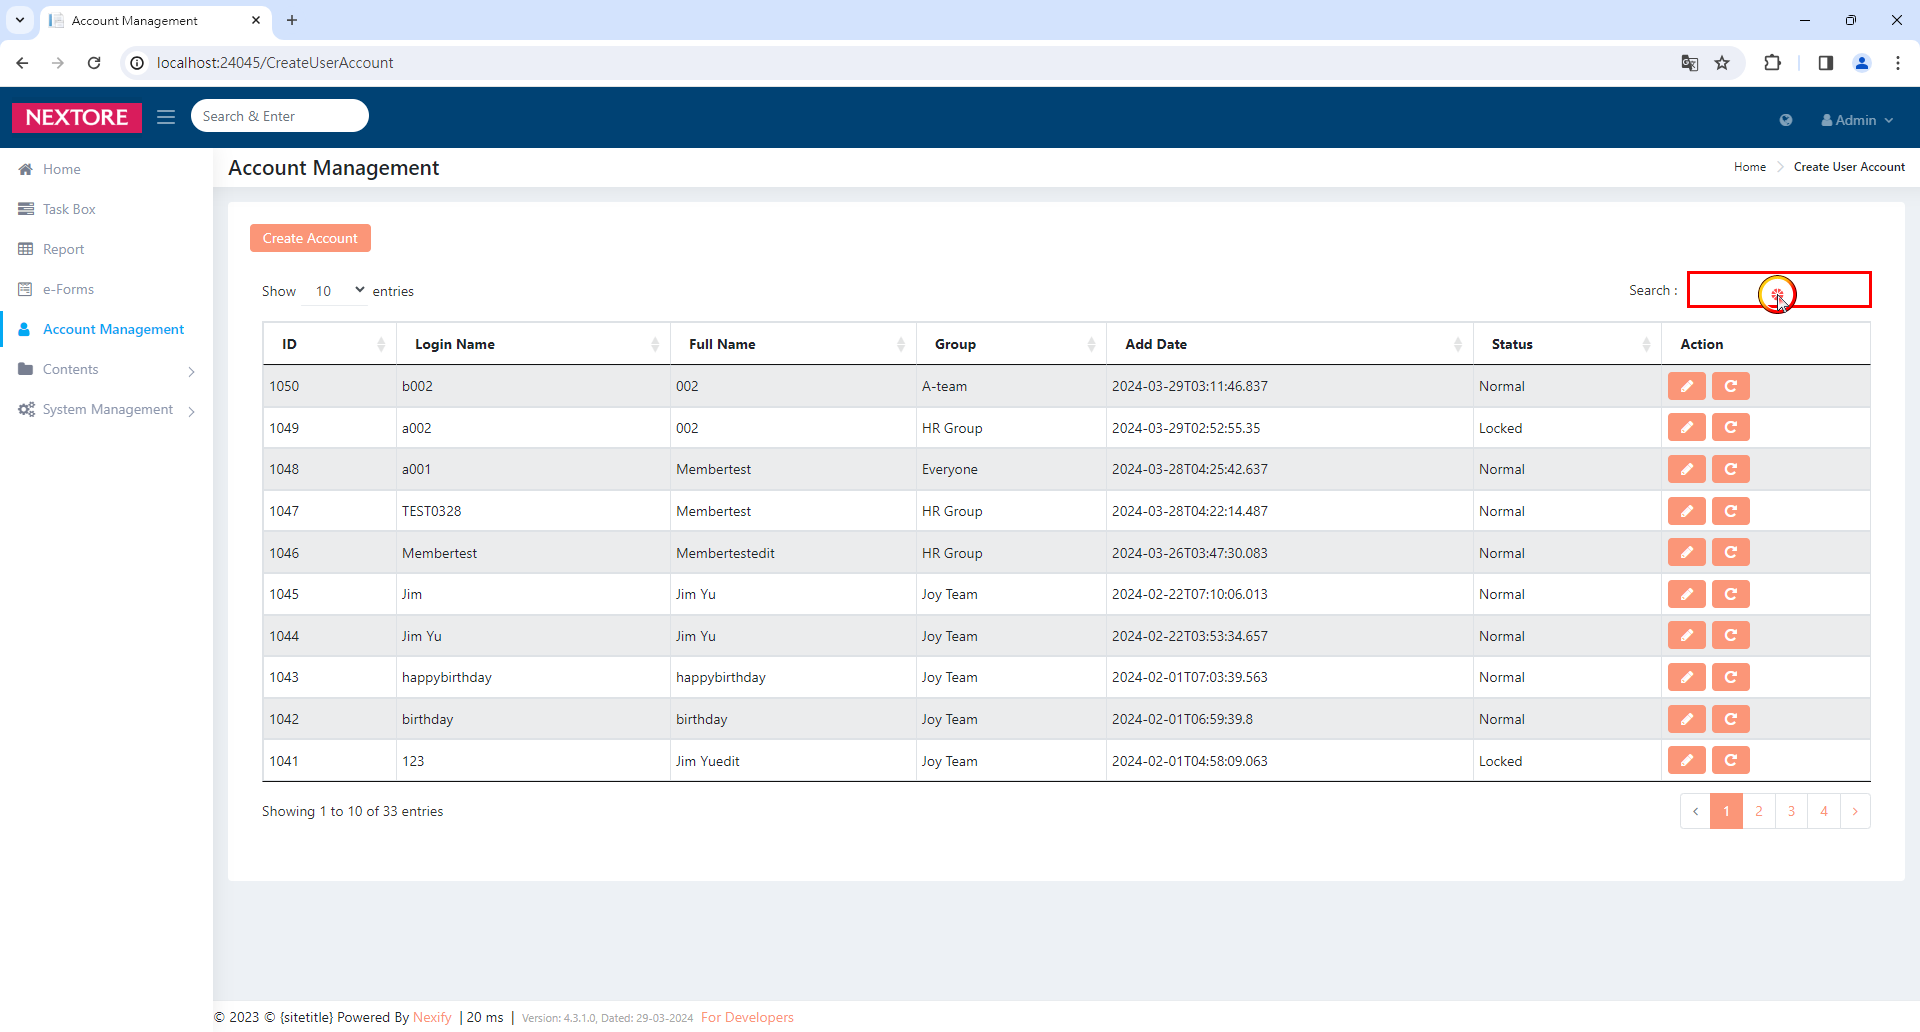 Account Management
localhost:24045/CreateUserAccount
NEXTORE
Search & Enter
Admin
Home
Task Box
Report
e-Forms
Account Management
Contents
System Management
Account Management
Home
Create User Account
Create Account
Show 10 entries
Search :
ID Login Name Full Name Group Add Date Status Action
1050 b002 002 A-team 2024-03-29T03:11:46.837 Normal
1049 a002 002 HR Group 2024-03-29T02:52:55.35 Locked
1048 a001 Membertest Everyone 2024-03-28T04:25:42.637 Normal
1047 TEST0328 Membertest HR Group 2024-03-28T04:22:14.487 Normal
1046 Membertest Membertestedit HR Group 2024-03-26T03:47:30.083 Normal
1045 Jim Jim Yu Joy Team 2024-02-22T07:10:06.013 Normal
1044 Jim Yu Jim Yu Joy Team 2024-02-22T03:53:34.657 Normal
1043 happybirthday happybirthday Joy Team 2024-02-01T07:03:39.563 Normal
1042 birthday birthday Joy Team 2024-02-01T06:59:39.8 Normal
1041 123 Jim Yuedit Joy Team 2024-02-01T04:58:09.063 Locked
Showing 1 to 10 of 33 entries
< 1 2 3 4 >
© 2023 © {sitetitle} Powered By Nexify | 20 ms | Version: 4.3.1.0, Dated: 29-03-2024 For Developers